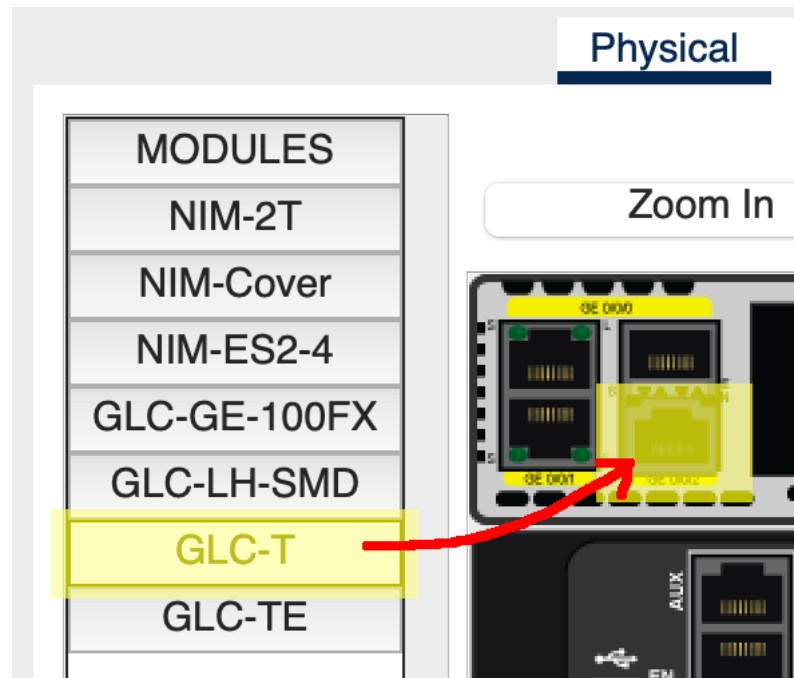 Physical
MODULES
NIM-2T
NIM-Cover
NIM-ES2-4
GLC-GE-100FX
GLC-LH-SMD
GLC-T
GLC-TE
Zoom In
GE 0/0/0
S
L
S
S
GE 0/0/1
GE 0/0/2
AUX
EN